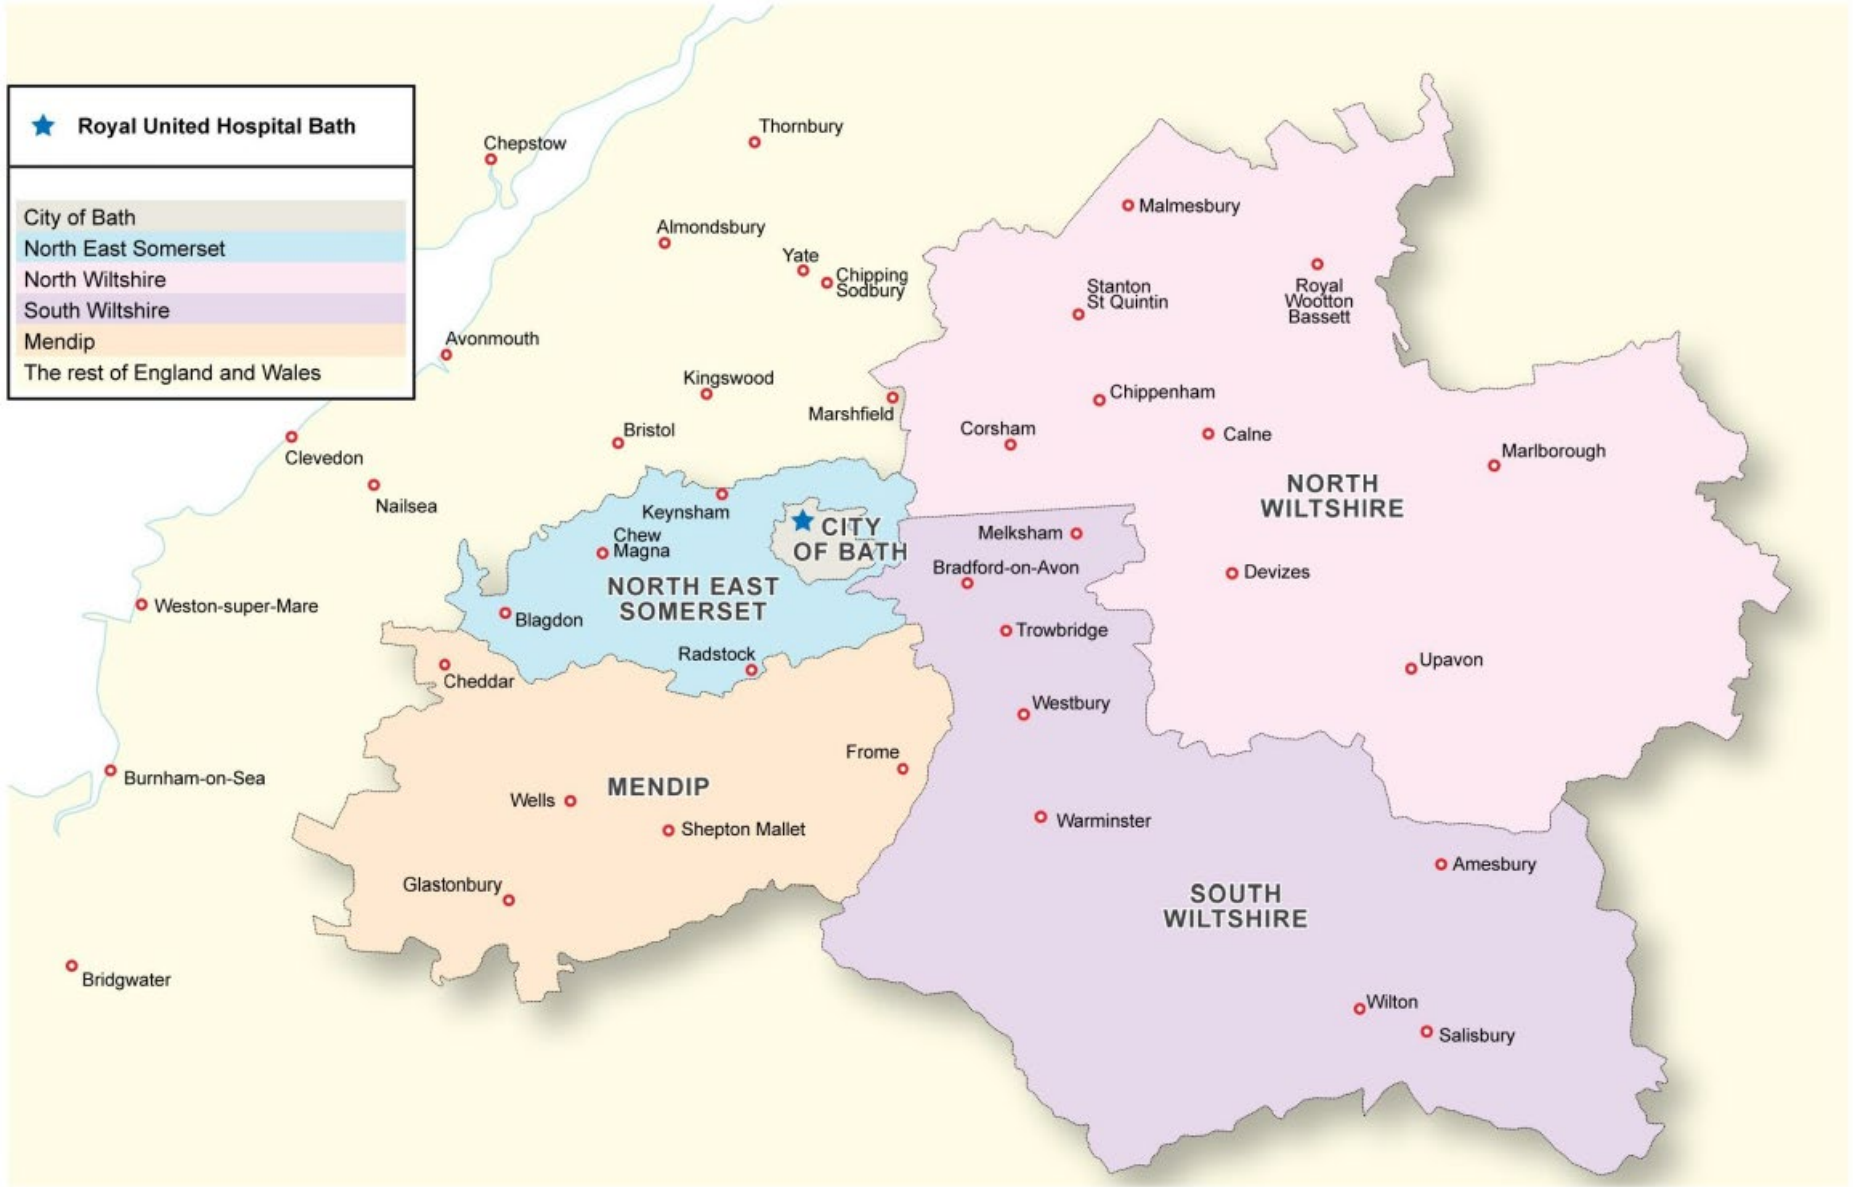 Royal United Hospital Bath
City of Bath
North East Somerset
North Wiltshire
South Wiltshire
Mendip
The rest of England and Wales
Thornbury
Chepstow
Malmesbury
Almondsbury
Yate
Chipping
Sodbury
Stanton
St Quintin
Royal
Wootton
Bassett
Avonmouth
Kingswood
Marshfield
Chippenham
Bristol
Corsham
Calne
Clevedon
Marlborough
Nailsea
NORTH
WILTSHIRE
Keynsham
CITY
OF BATH
Chew
Magna
Melksham
Bradford-on-Avon
Devizes
NORTH EAST
SOMERSET
Weston-super-Mare
Blagdon
Trowbridge
Radstock
Upavon
Cheddar
Westbury
Frome
Burnham-on-Sea
MENDIP
Wells
Shepton Mallet
Warminster
Amesbury
Glastonbury
SOUTH
WILTSHIRE
Bridgwater
Wilton
Salisbury